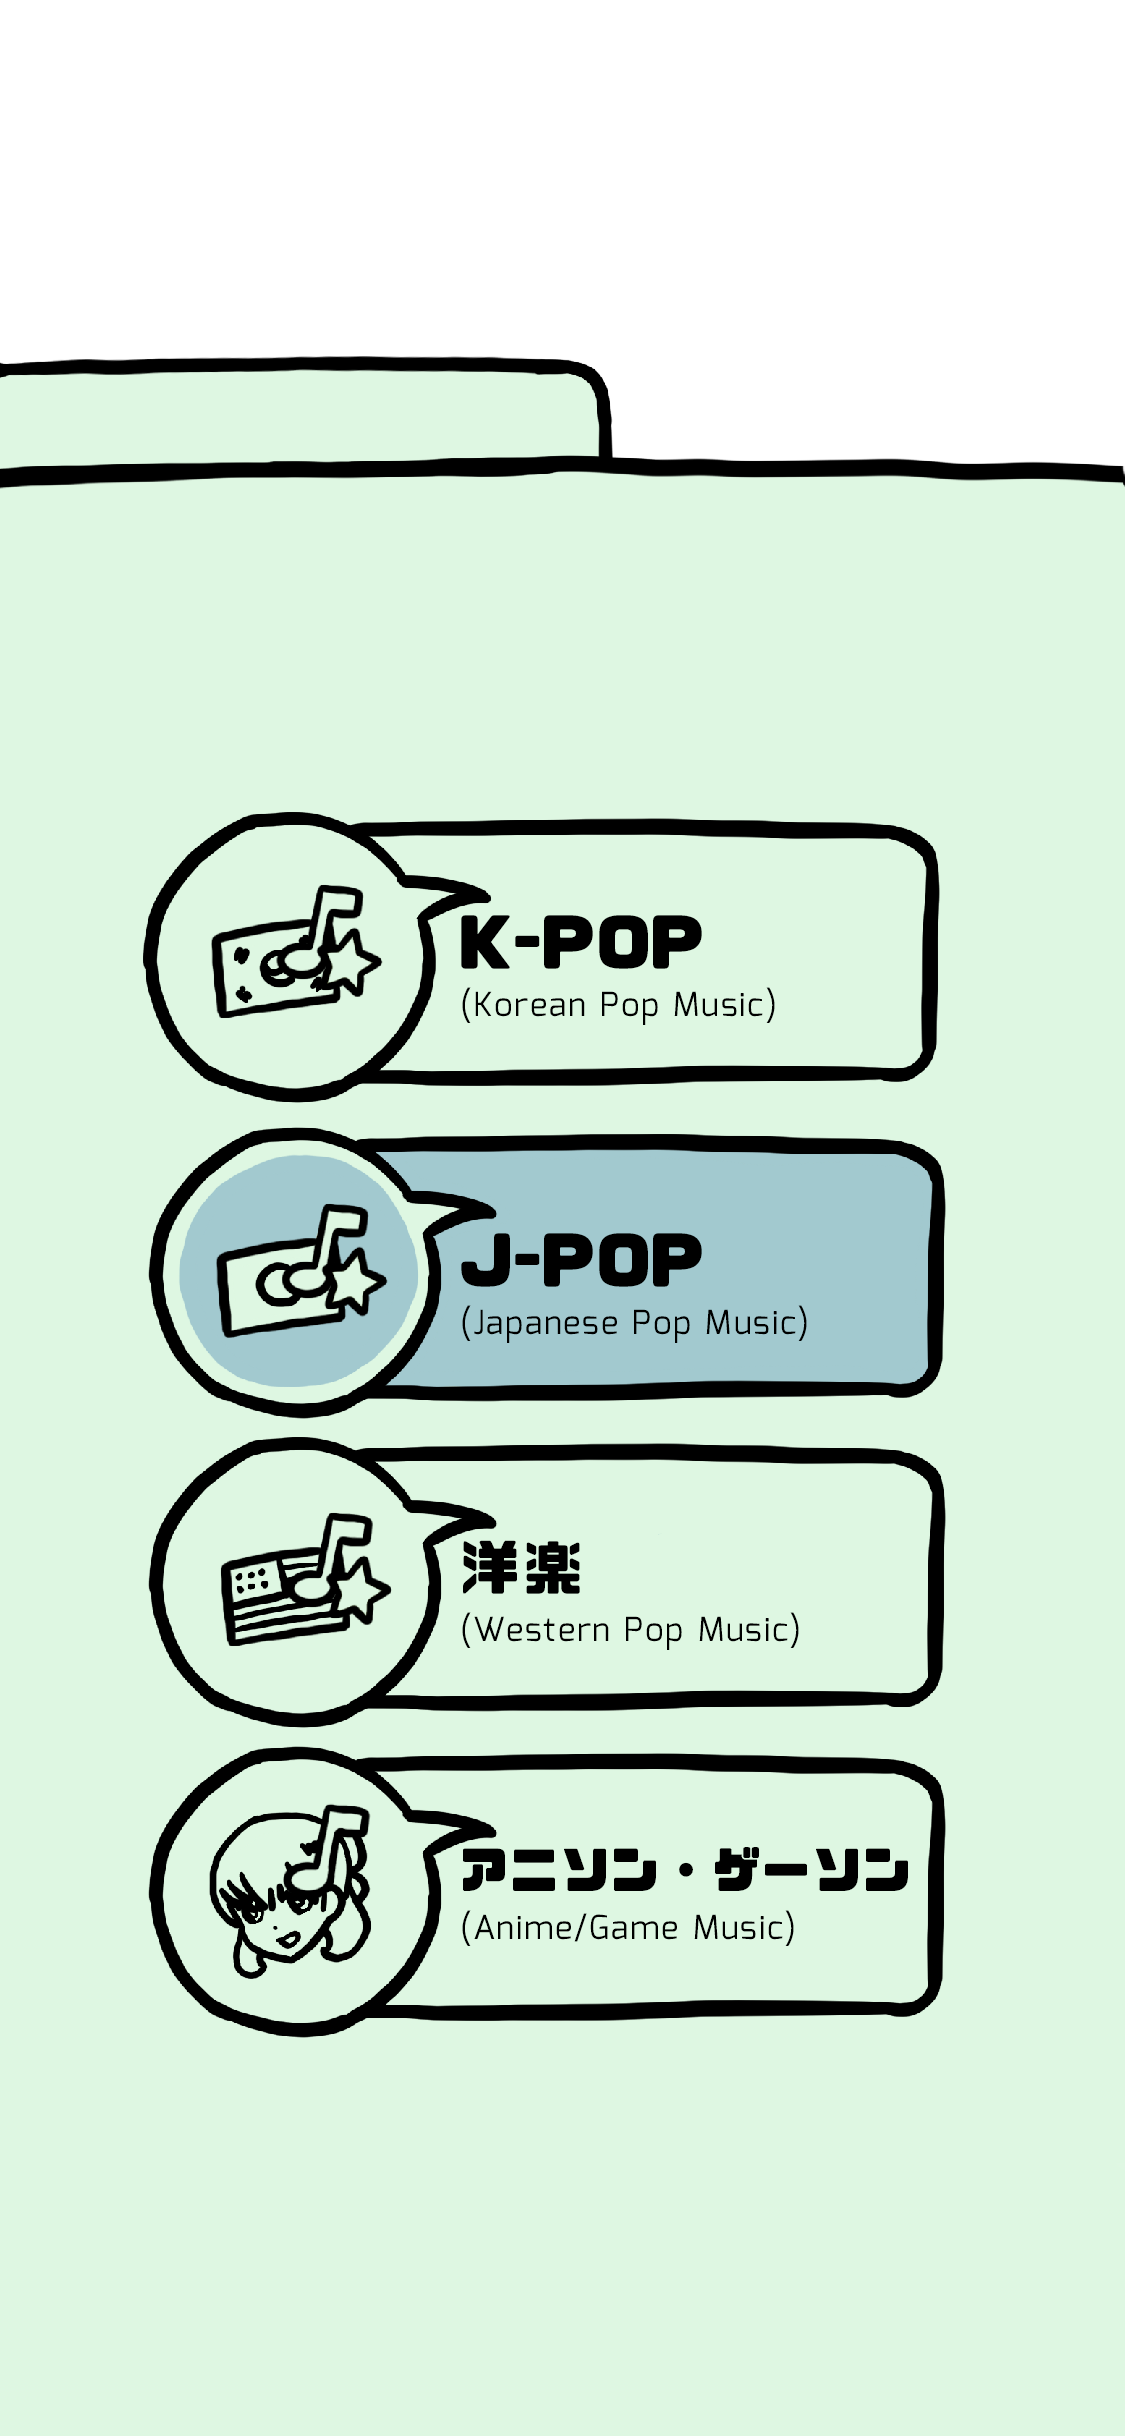 K-POP
(Korean Pop Music)
J-POP
(Japanese Pop Music)
洋楽
(Western Pop Music)
アニソン・ゲーソン
(Anime/Game Music)